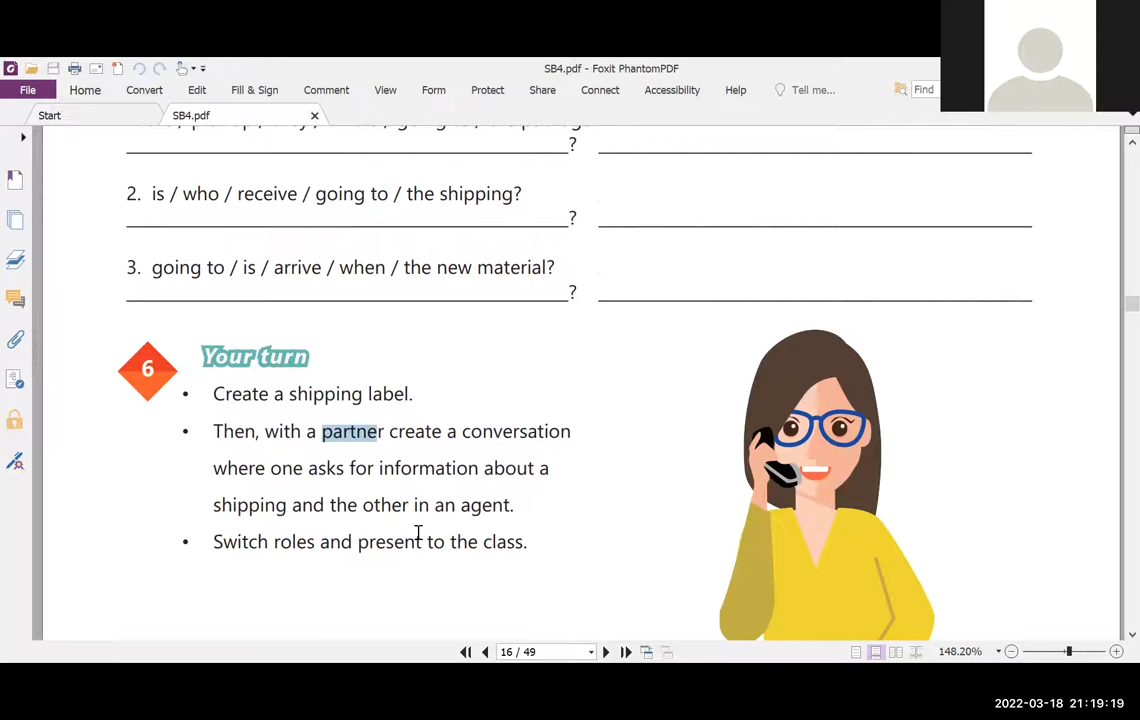 SB4.pdf - Foxit PhantomPDF
File Home Convert Edit Fill & Sign Comment View Form Protect Share Connect Accessibility Help Tell me... Find
Start SB4.pdf
?
2. is / who / receive / going to / the shipping?
?
3. going to / is / arrive / when / the new material?
?
6 Your turn
• Create a shipping label.
• Then, with a partner create a conversation
where one asks for information about a
shipping and the other in an agent.
• Switch roles and present to the class.
16 / 49
148.20%
2022-03-18 21:19:19